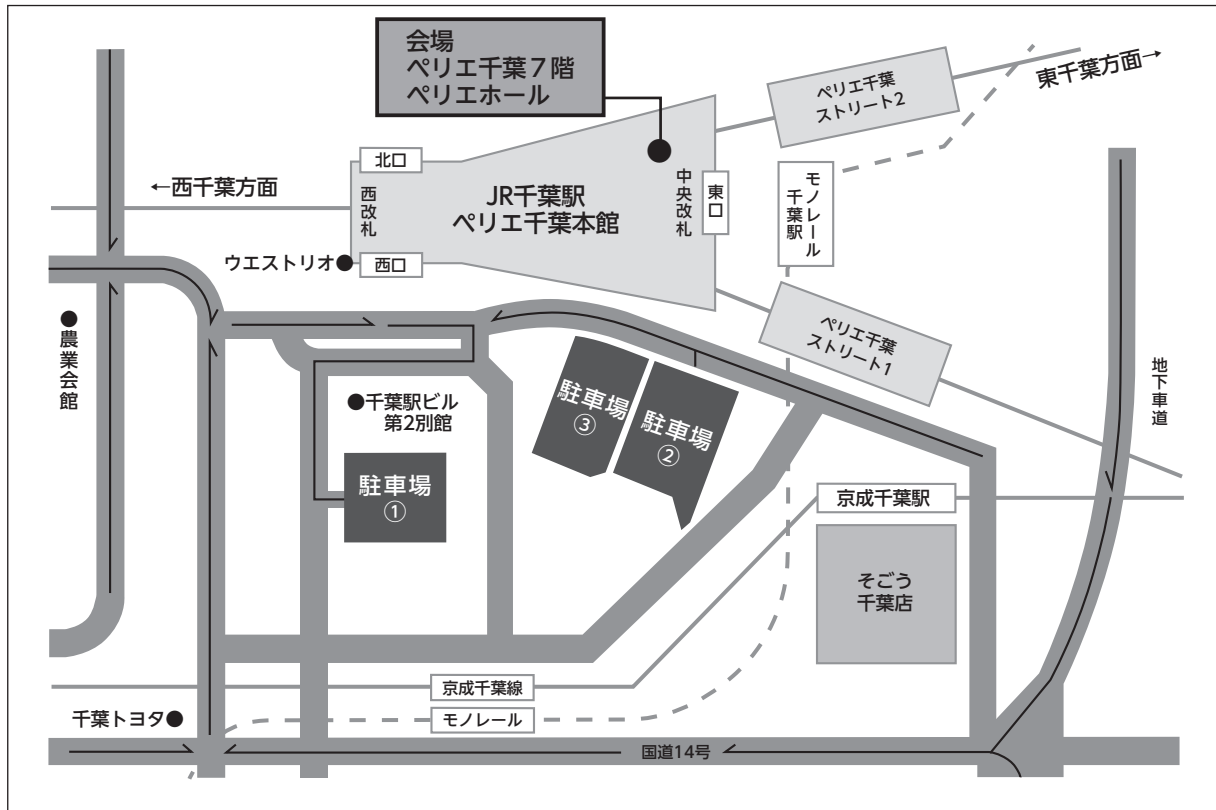 会場
ペリエ千葉７階
ペリエホール
ペリエ千葉
ストリート2
東千葉方面→
←西千葉方面
北口
西改札
JR千葉駅
ペリエ千葉本館
中央改札
東口
モノレール
千葉駅
ウエストリオ●
西口
ペリエ千葉
ストリート1
●農業会館
地下車道
●千葉駅ビル
第2別館
駐車場
③
駐車場
②
駐車場
①
京成千葉駅
そごう
千葉店
京成千葉線
千葉トヨタ●
モノレール
国道14号